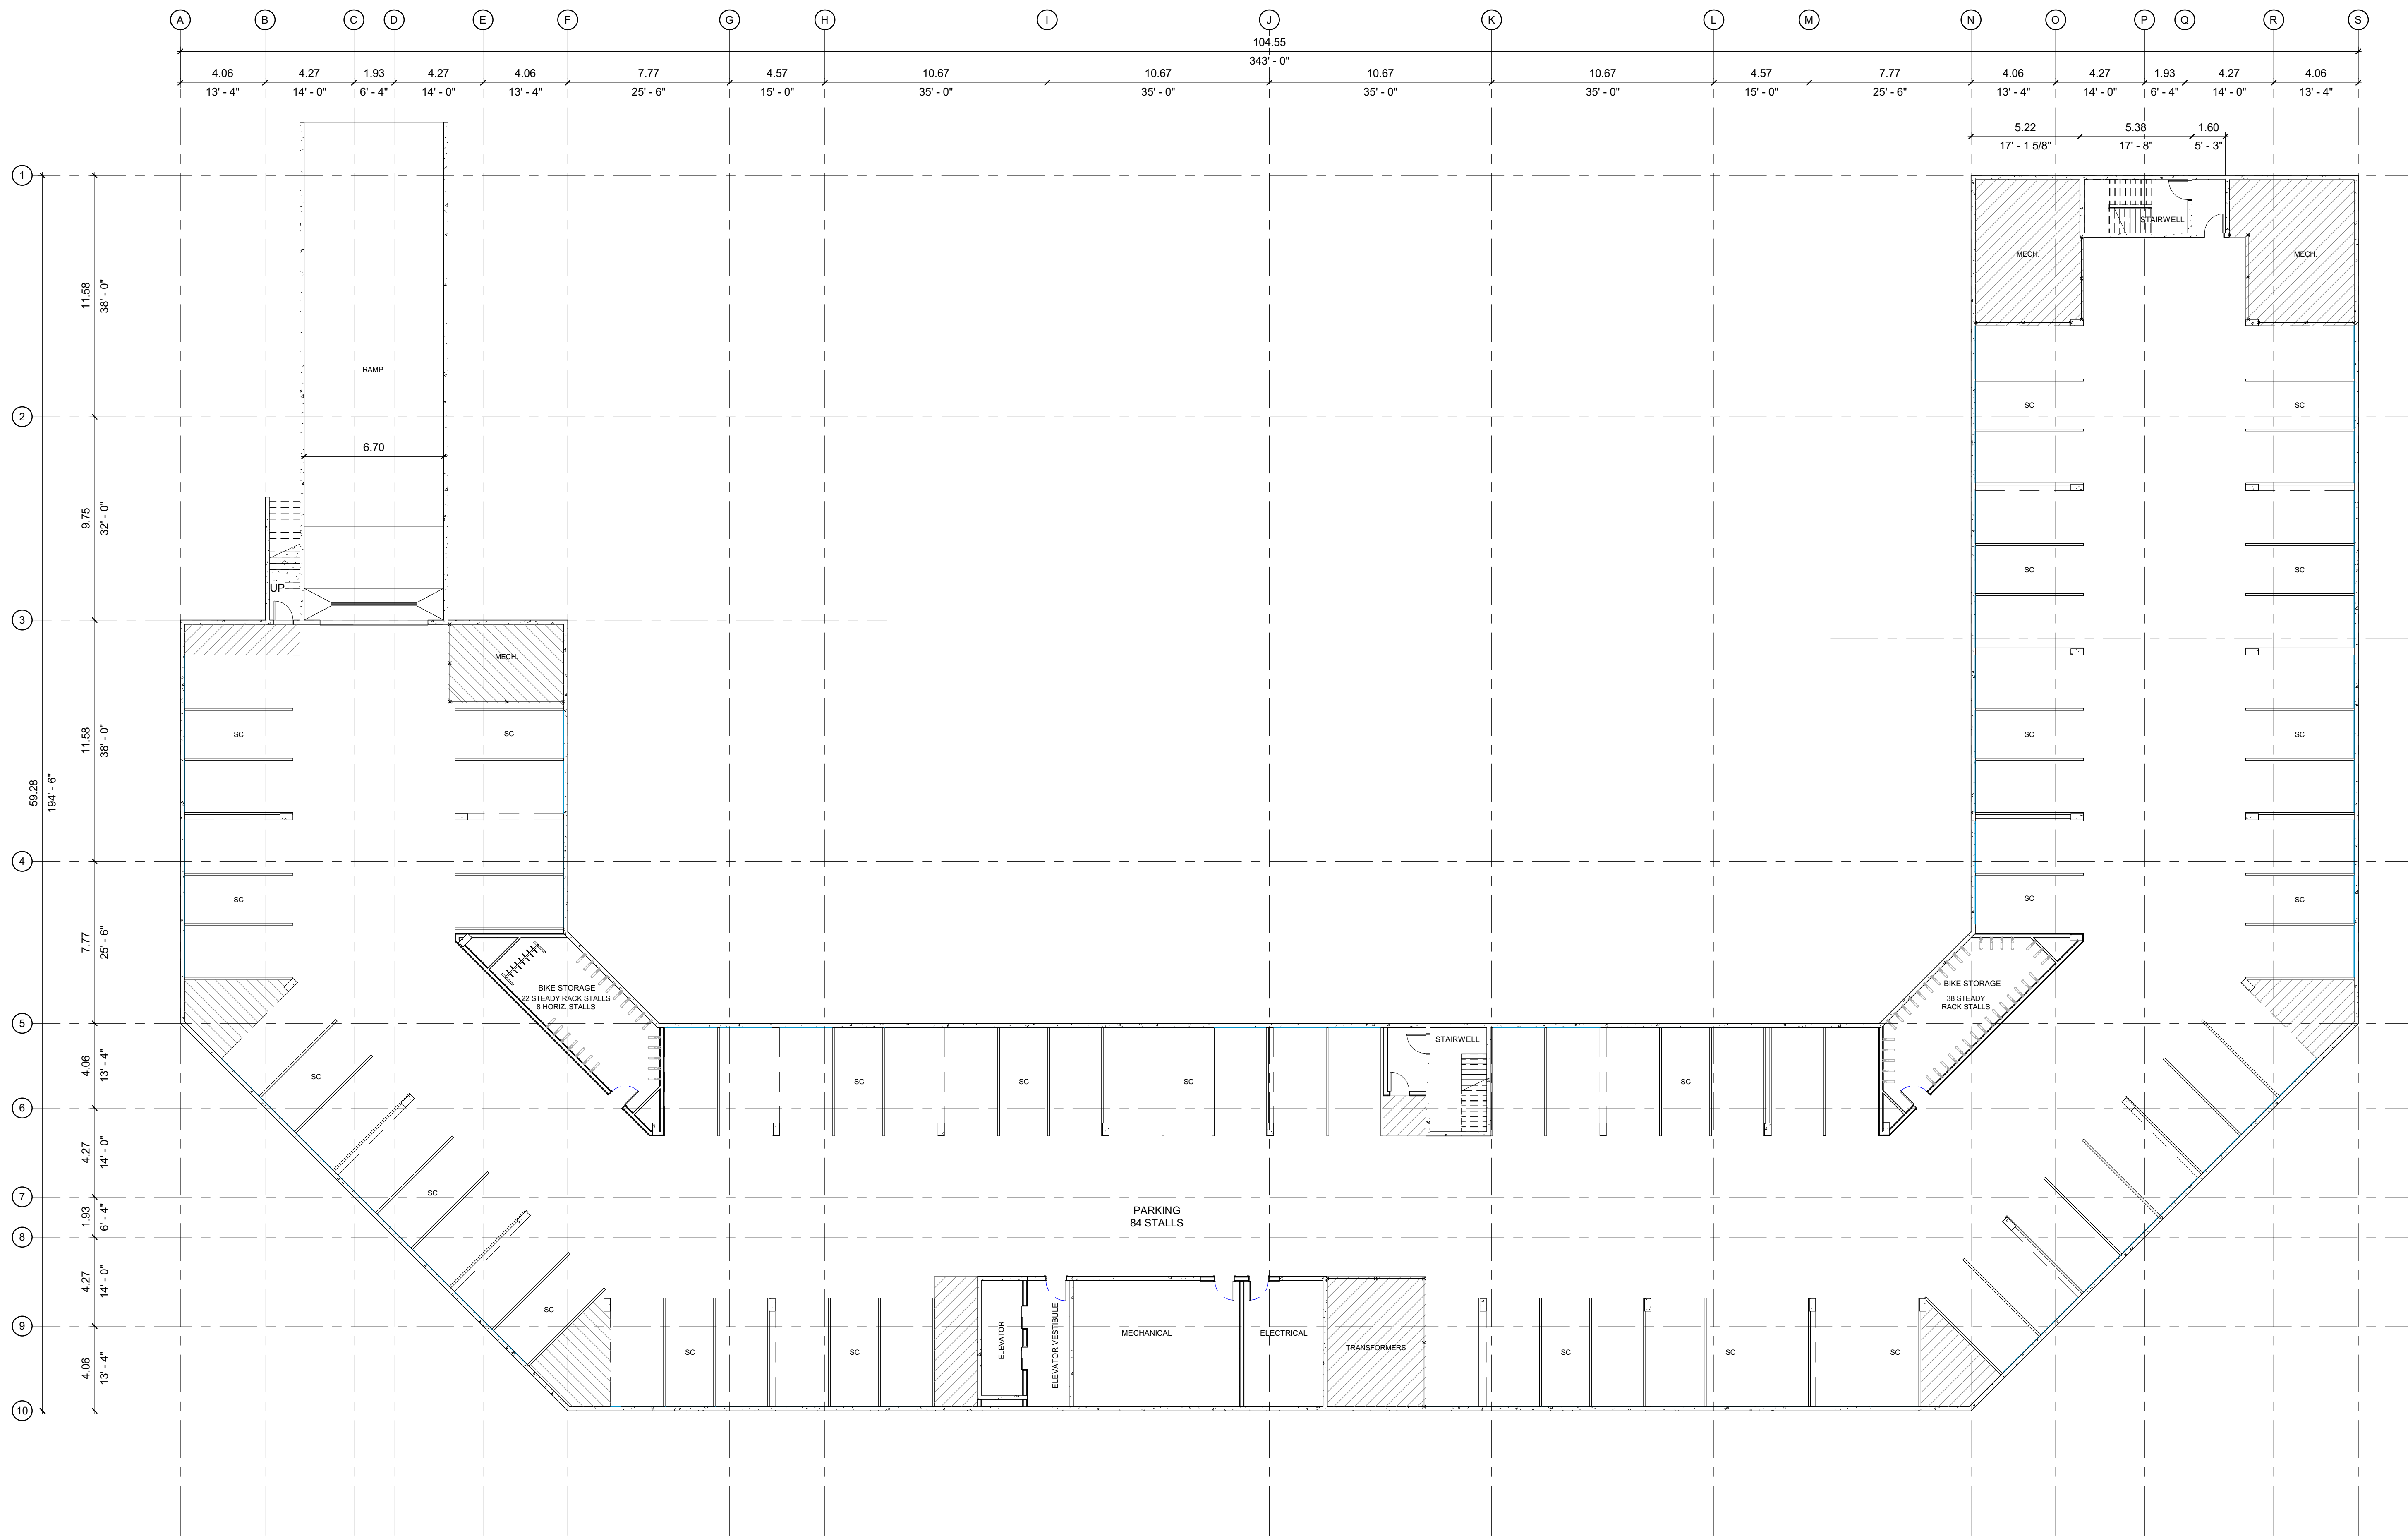 A B C D E F G H I J K L M N O P Q R S
104.55
343' - 0"
4.06 4.27 1.93 4.27 4.06 7.77 4.57 10.67 10.67 10.67 10.67 4.57 7.77 4.06 4.27 1.93 4.27 4.06
13' - 4" 14' - 0" 6' - 4" 14' - 0" 13' - 4" 25' - 6" 15' - 0" 35' - 0" 35' - 0" 35' - 0" 35' - 0" 15' - 0" 25' - 6" 13' - 4" 14' - 0" 6' - 4" 14' - 0" 13' - 4"
5.22 5.38 1.60
17' - 1 5/8" 17' - 8" 5' - 3"
1
STAIRWELL
MECH. MECH.
11.58
38' - 0"
RAMP
SC SC
2
6.70
9.75
32' - 0"
SC SC
UP
3
MECH.
11.58
38' - 0"
SC SC SC SC
59.28
194' - 6"
4
SC SC SC
7.77
25' - 6"
BIKE STORAGE
22 STEADY RACK STALLS
8 HORIZ. STALLS
BIKE STORAGE
38 STEADY
RACK STALLS
5
STAIRWELL
4.06
13' - 4"
SC SC SC SC SC
6
4.27
14' - 0"
SC
7
1.93
6' - 4"
PARKING
84 STALLS
8
4.27
14' - 0"
SC
9
ELEVATOR
ELEVATOR VESTIBULE
MECHANICAL
ELECTRICAL
TRANSFORMERS
4.06
13' - 4"
SC SC SC SC SC
10